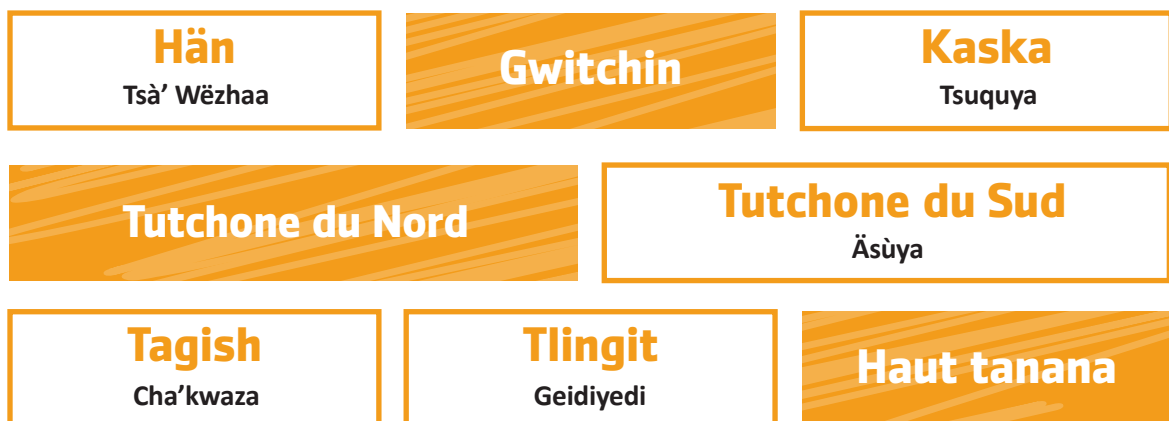 Hän
Tsà’ Wëzhaa
Gwitchin
Kaska
Tsuquya
Tutchone du Nord
Tutchone du Sud
Äsùya
Tagish
Cha’kwaza
Tlingit
Geidiyedi
Haut tanana